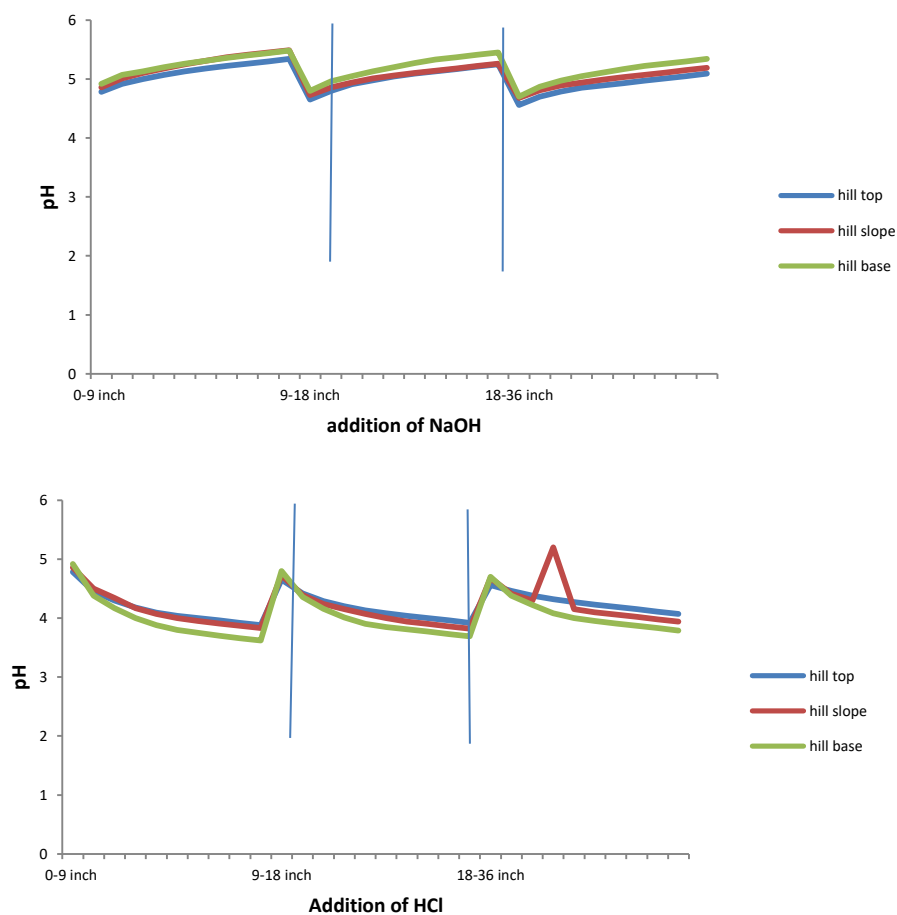 6
5
4
3
2
1
0
pH
0-9 inch 9-18 inch 18-36 inch
addition of NaOH
hill top
hill slope
hill base
6
5
4
3
2
1
0
pH
0-9 inch 9-18 inch 18-36 inch
Addition of HCl
hill top
hill slope
hill base